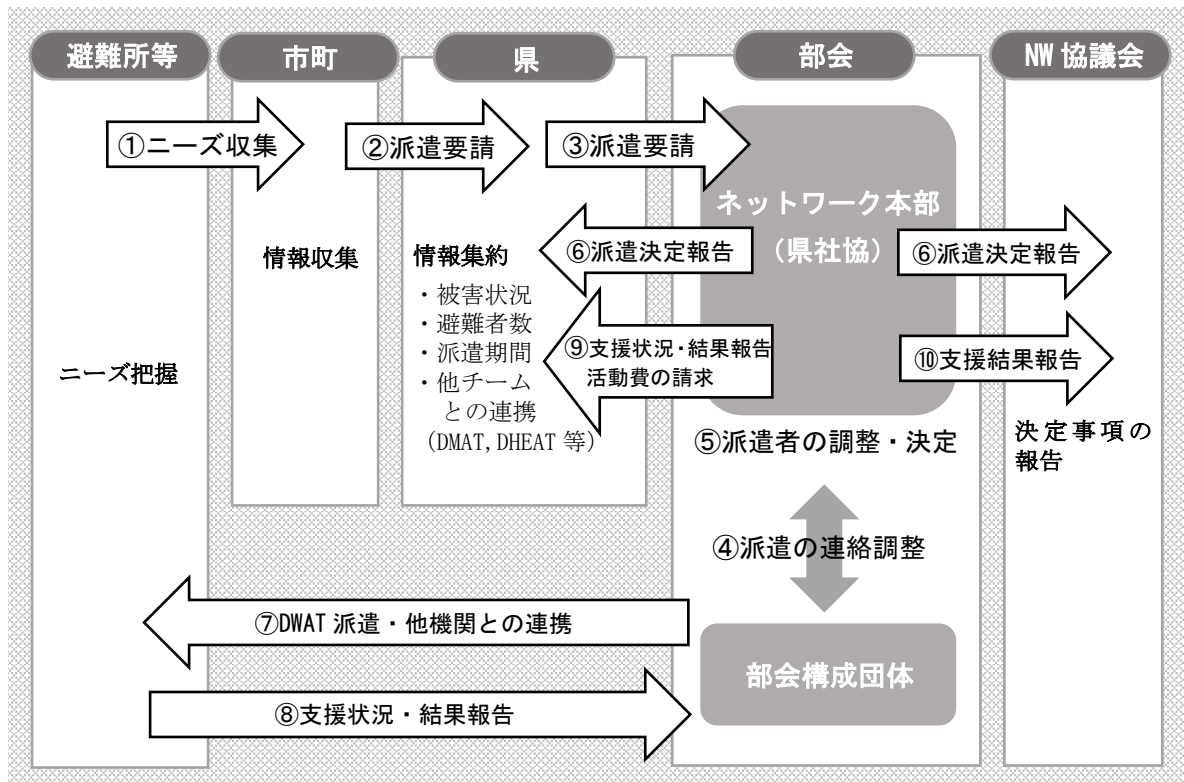 避難所等
市町
県
部会
NW 協議会
①ニーズ収集
②派遣要請
③派遣要請
ネットワーク本部
（県社協）
情報収集
情報集約
・被害状況
・避難者数
・派遣期間
・他チーム
との連携
（DMAT, DHEAT 等）
⑥派遣決定報告
⑥派遣決定報告
⑨支援状況・結果報告
活動費の請求
⑩支援結果報告
ニーズ把握
⑤派遣者の調整・決定
決定事項の
報告
④派遣の連絡調整
⑦DWAT 派遣・他機関との連携
部会構成団体
⑧支援状況・結果報告